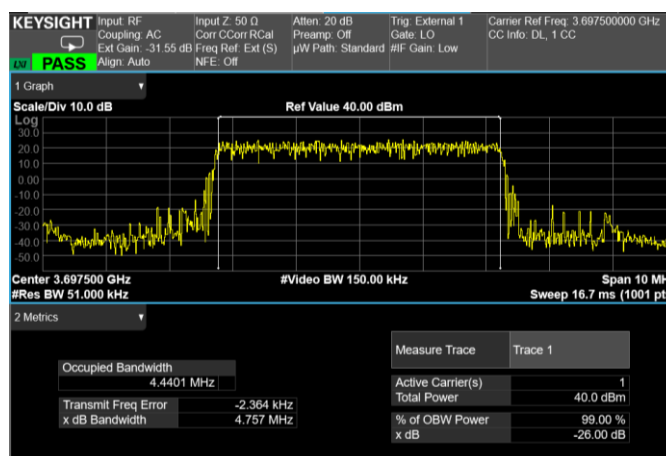 KEYSIGHT Input: RF Input Z: 50 Ω Atten: 20 dB Trig: External 1 Carrier Ref Freq: 3.697500000 GHz
Coupling: AC Corr CCorr RCal Preamp: Off Gate: LO CC Info: DL, 1 CC
Ext Gain: -31.55 dB Freq Ref: Ext (S) µW Path: Standard #IF Gain: Low
LXI PASS Align: Auto NFE: Off
1 Graph
Scale/Div 10.0 dB Ref Value 40.00 dBm
Log
30.0
20.0
10.0
0.00
-10.0
-20.0
-30.0
-40.0
-50.0
Center 3.697500 GHz #Video BW 150.00 kHz Span 10 MH
#Res BW 51.000 kHz Sweep 16.7 ms (1001 pt
2 Metrics
Measure Trace Trace 1
Occupied Bandwidth
4.4401 MHz
Active Carrier(s) 1
Total Power 40.0 dBm
Transmit Freq Error -2.364 kHz
x dB Bandwidth 4.757 MHz
% of OBW Power 99.00 %
x dB -26.00 dB